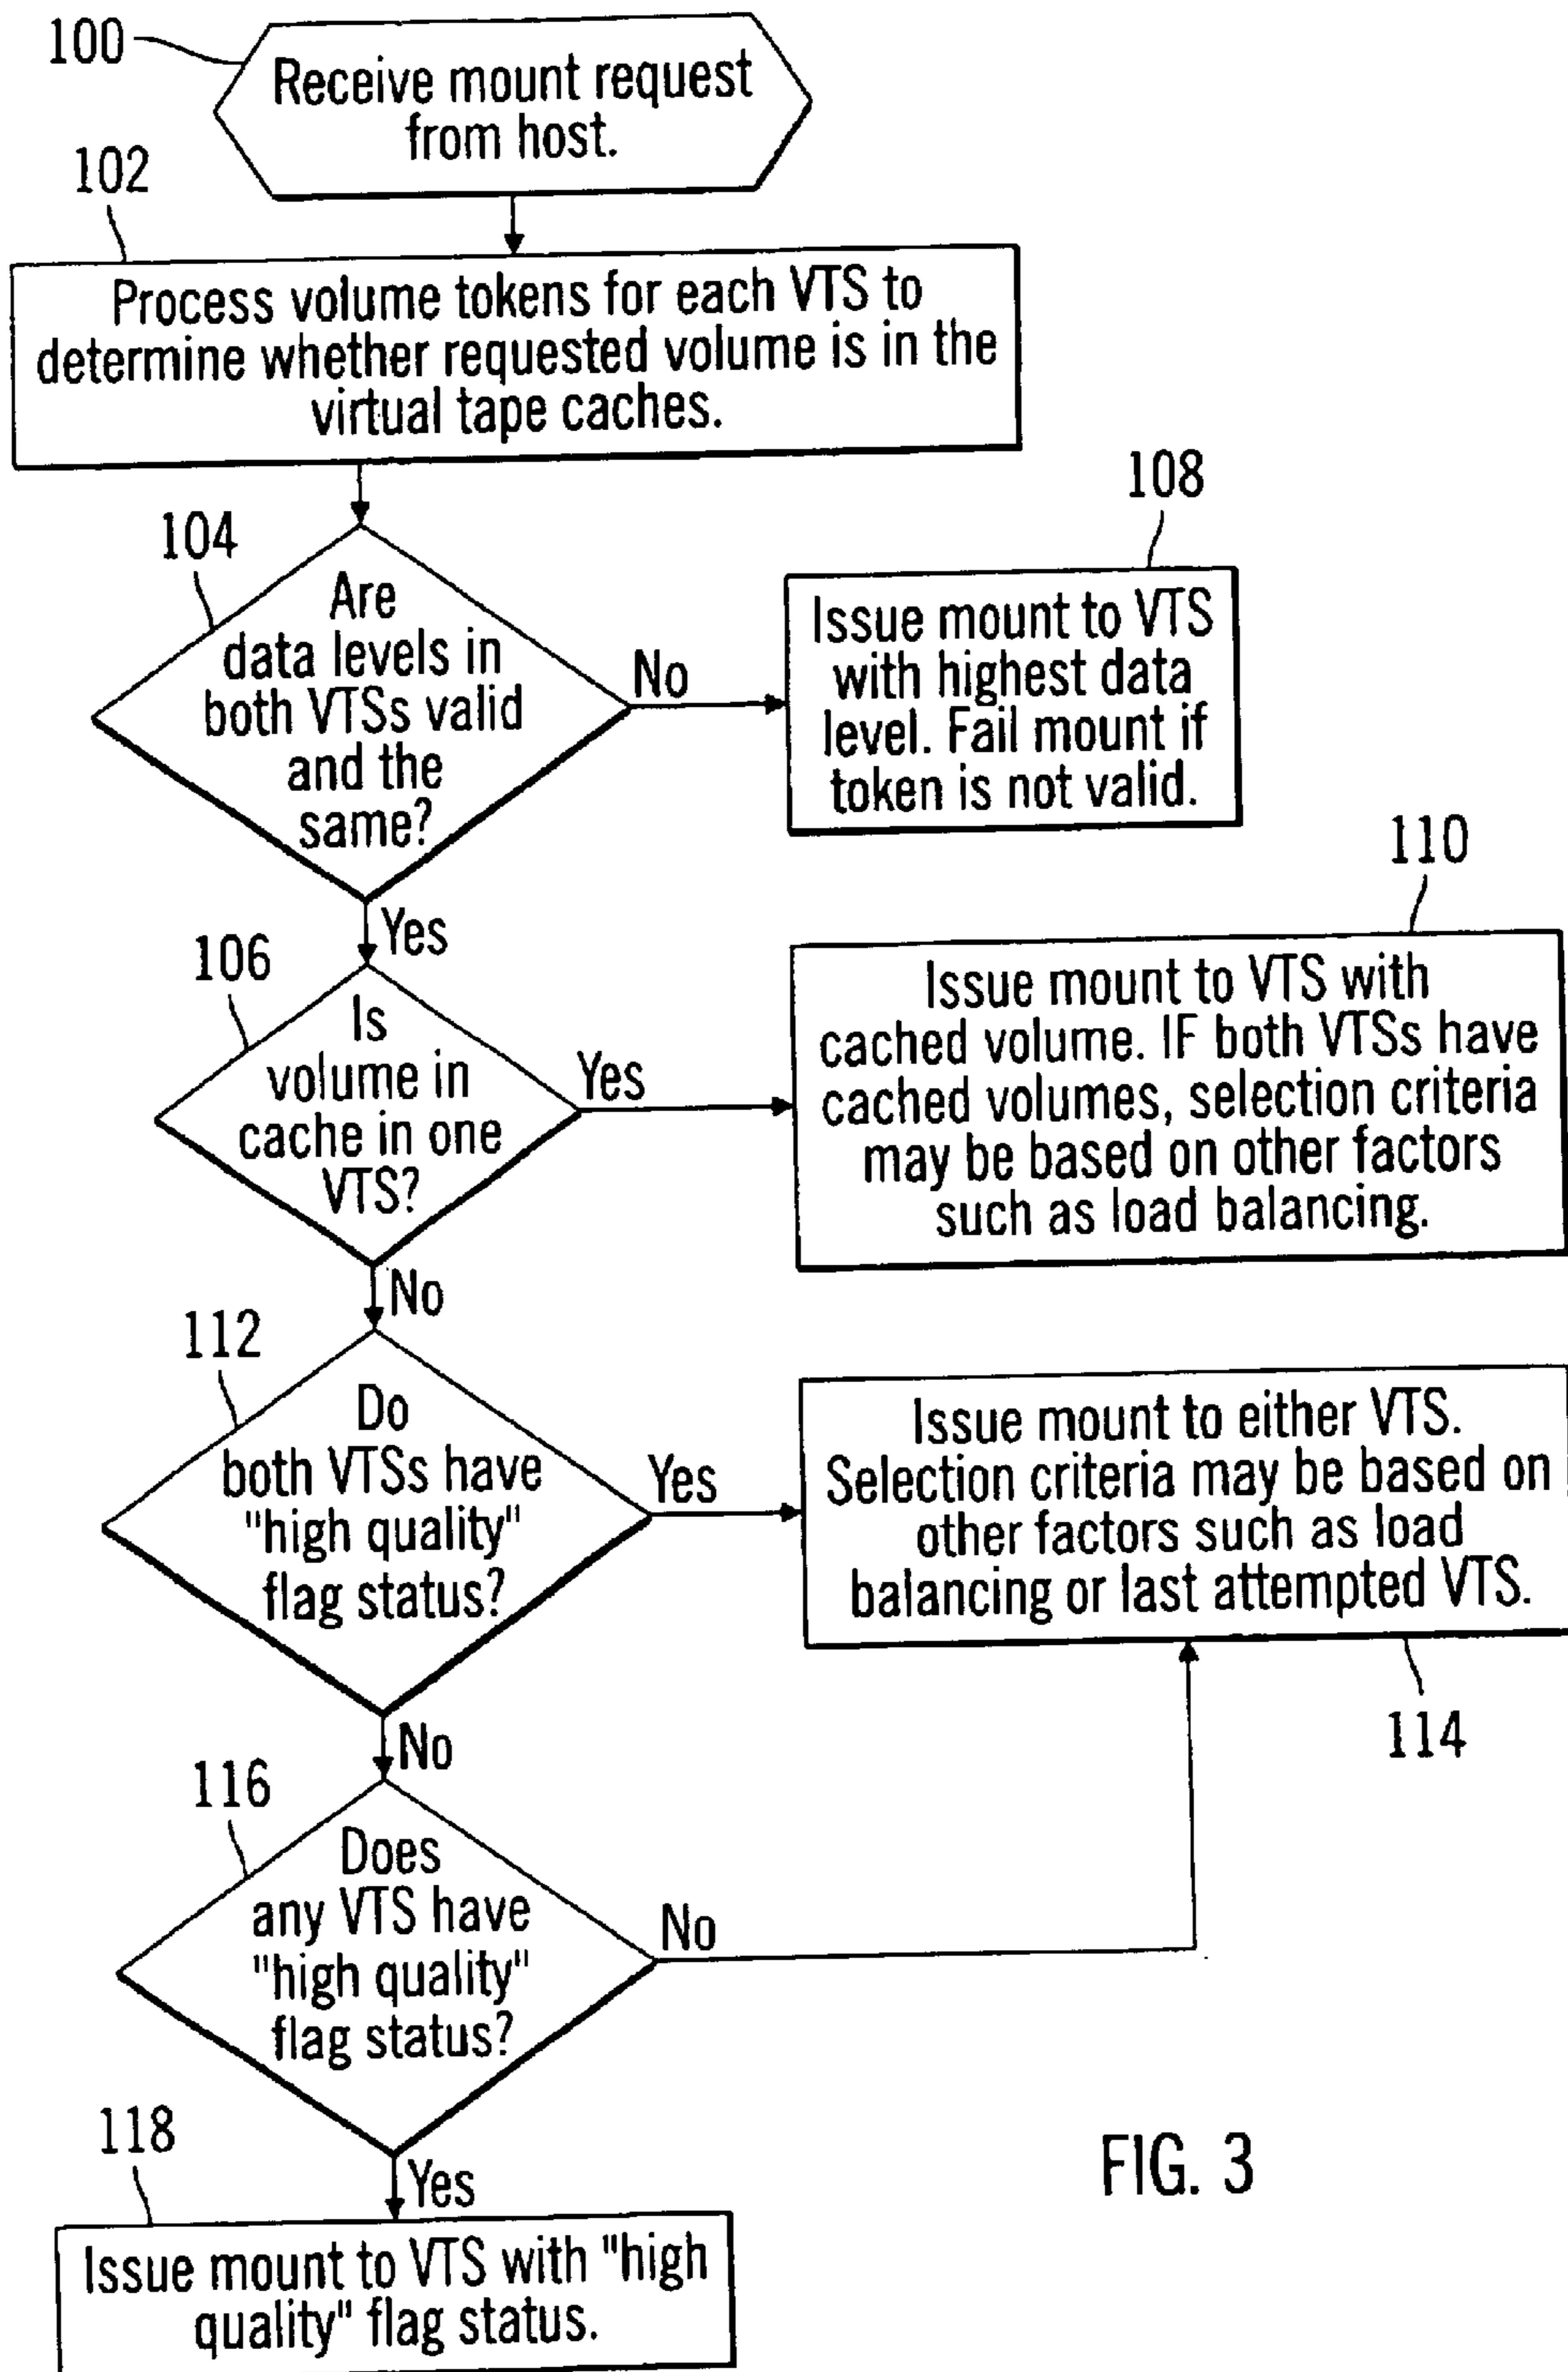 100
Receive mount request
from host.
102
Process volume tokens for each VTS to
determine whether requested volume is in the
virtual tape caches.
104
Are
data levels in
both VTSs valid
and the
same?
No
108
Issue mount to VTS
with highest data
level. Fail mount if
token is not valid.
Yes
106
Is
volume in
cache in one
VTS?
Yes
110
Issue mount to VTS with
cached volume. IF both VTSs have
cached volumes, selection criteria
may be based on other factors
such as load balancing.
No
112
Do
both VTSs have
"high quality"
flag status?
Yes
Issue mount to either VTS.
Selection criteria may be based on
other factors such as load
balancing or last attempted VTS.
114
No
116
Does
any VTS have
"high quality"
flag status?
No
Yes
118
Issue mount to VTS with "high
quality" flag status.
FIG. 3